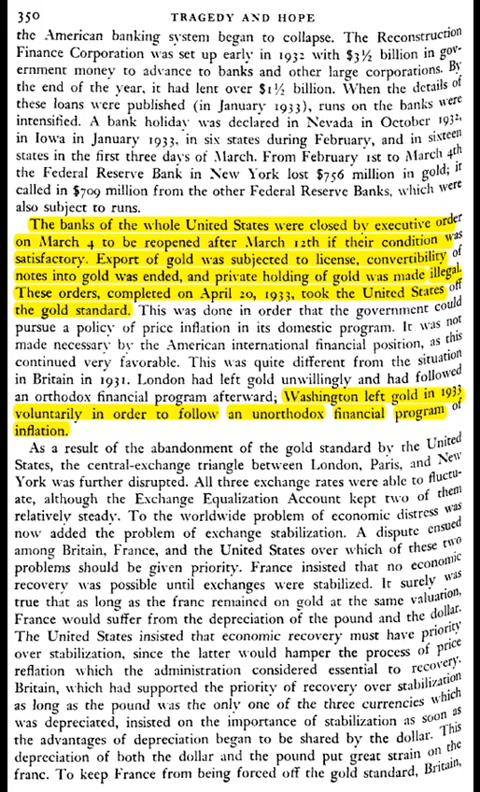 350 TRAGEDY AND HOPE
the American banking system began to collapse. The Reconstruction
Finance Corporation was set up early in 1932 with $3½ billion in gov-
ernment money to advance to banks and other large corporations. By
the end of the year, it had lent over $1½ billion. When the details of
these loans were published (in January 1933), runs on the banks were
intensified. A bank holiday was declared in Nevada in October 1932,
in Iowa in January 1933, in six states during February, and in sixteen
states in the first three days of March. From February 1st to March 4th
the Federal Reserve Bank in New York lost $756 million in gold; it
called in $709 million from the other Federal Reserve Banks, which were
also subject to runs.
The banks of the whole United States were closed by executive order
on March 4 to be reopened after March 12th if their condition was
satisfactory. Export of gold was subjected to license, convertibility of
notes into gold was ended, and private holding of gold was made illegal.
These orders, completed on April 20, 1933, took the United States off
the gold standard. This was done in order that the government could
pursue a policy of price inflation in its domestic program. It was not
made necessary by the American international financial position, as this
continued very favorable. This was quite different from the situation
in Britain in 1931. London had left gold unwillingly and had followed
an orthodox financial program afterward; Washington left gold in 1933
voluntarily in order to follow an unorthodox financial program of
inflation.
As a result of the abandonment of the gold standard by the United
States, the central-exchange triangle between London, Paris, and New
York was further disrupted. All three exchange rates were able to fluctu-
ate, although the Exchange Equalization Account kept two of them
relatively steady. To the worldwide problem of economic distress was
now added the problem of exchange stabilization. A dispute ensued
among Britain, France, and the United States over which of these two
problems should be given priority. France insisted that no economic
recovery was possible until exchanges were stabilized. It surely was
true that as long as the franc remained on gold at the same valuation,
France would suffer from the depreciation of the pound and the dollar.
The United States insisted that economic recovery must have priority
over stabilization, since the latter would hamper the process of price
reflation which the administration considered essential to recovery.
Britain, which had supported the priority of recovery over stabilization
as long as the pound was the only one of the three currencies which
was depreciated, insisted on the importance of stabilization as soon as
the advantages of depreciation began to be shared by the dollar. This
depreciation of both the dollar and the pound put great strain on the
franc. To keep France from being forced off the gold standard, Britain,